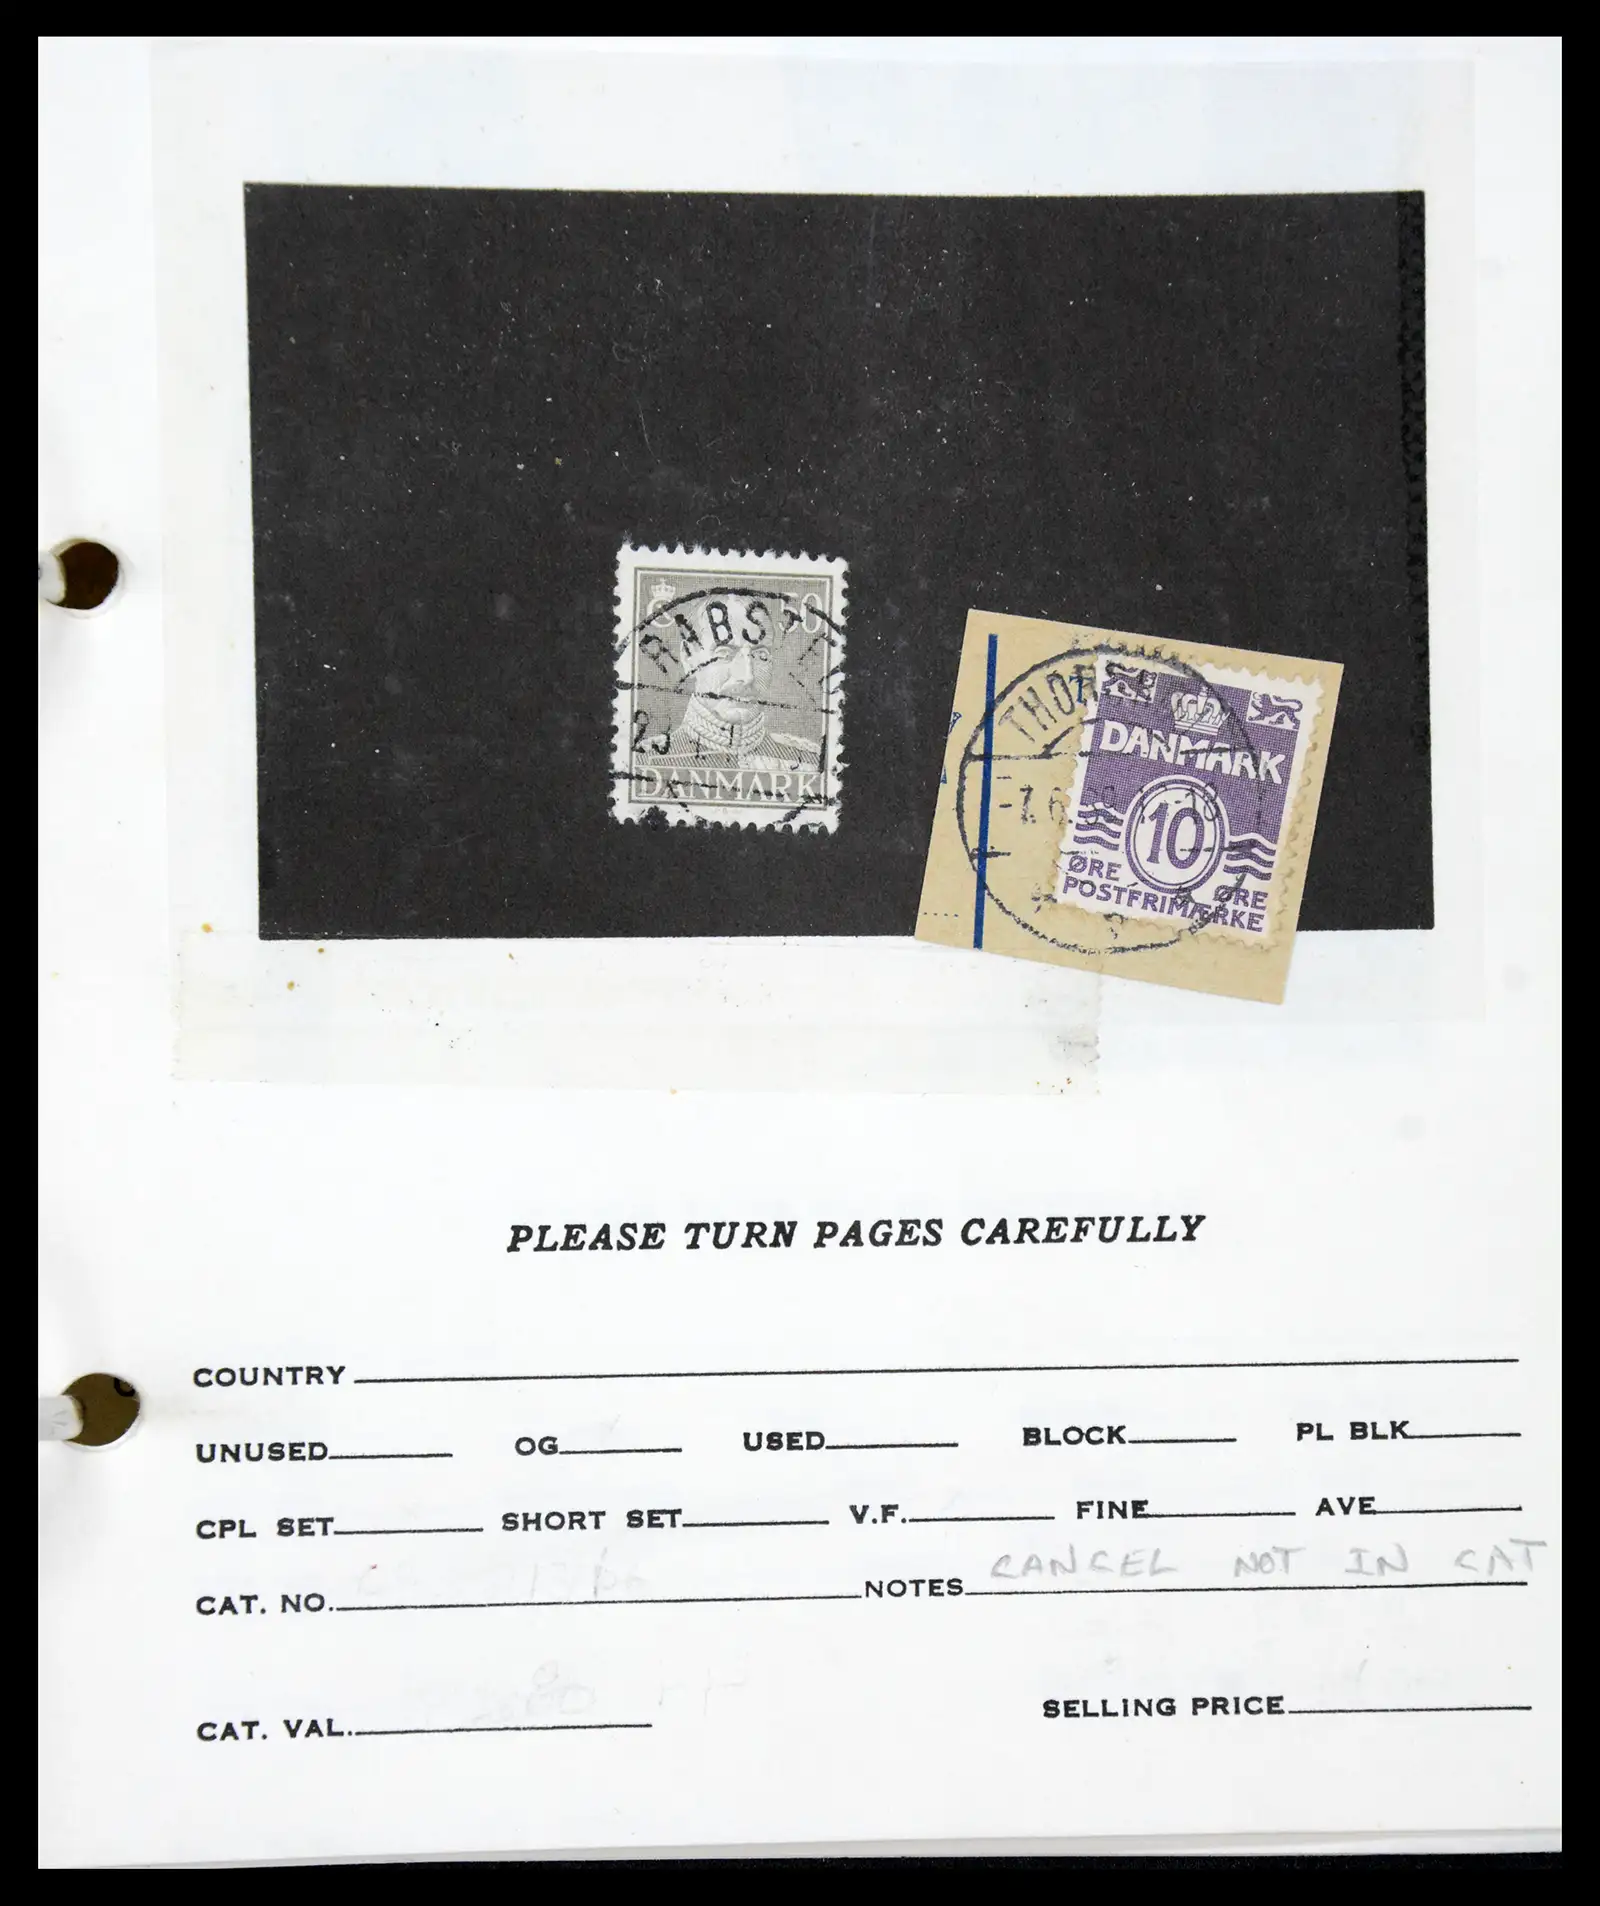 50
DANMARK
DANMARK
10
ØRE ØRE
POSTFRIMÆRKE
PLEASE TURN PAGES CAREFULLY
COUNTRY
UNUSED OG USED BLOCK PL BLK
CPL SET SHORT SET V.F. FINE AVE
CAT. NO. NOTES CANCEL NOT IN CAT
CAT. VAL. SELLING PRICE